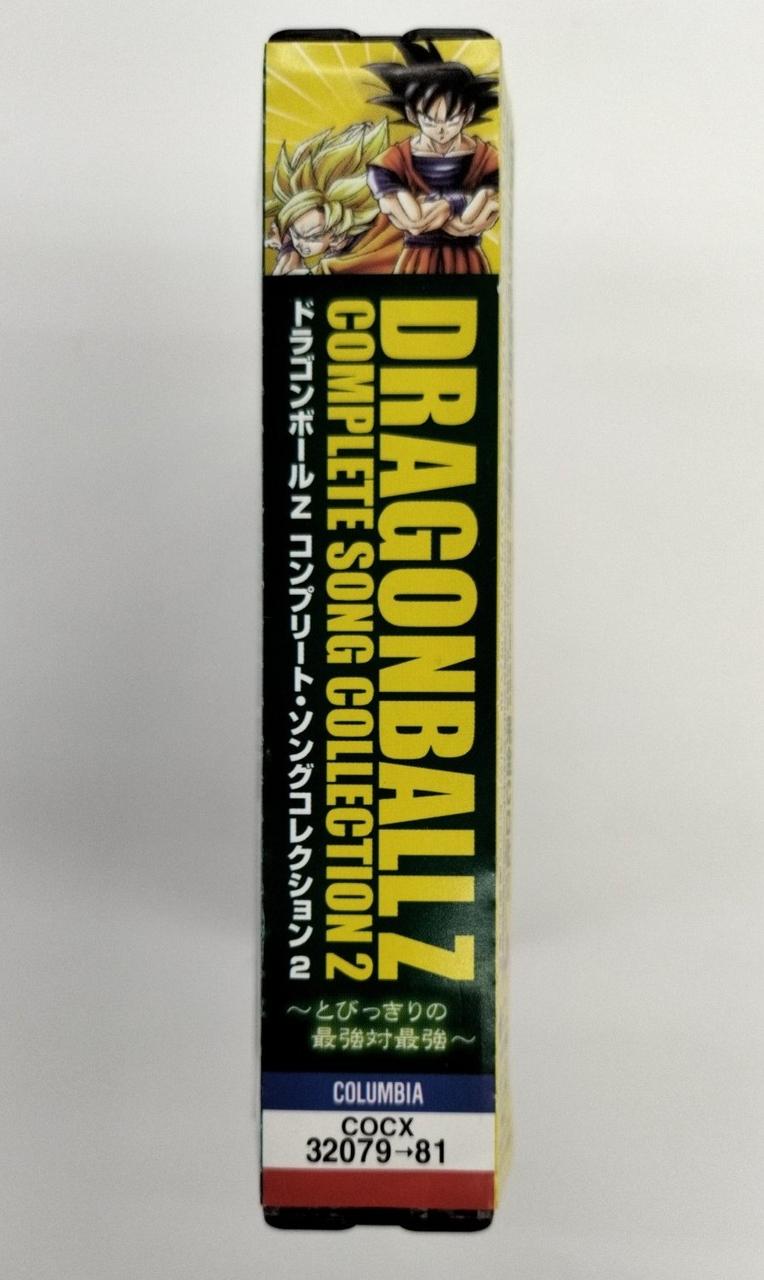 DRAGONBALL Z
COMPLETE SONG COLLECTION 2
ドラゴンボールZ コンプリート・ソングコレクション 2
～とびっきりの
最強対最強～
COLUMBIA
COCX
32079→81